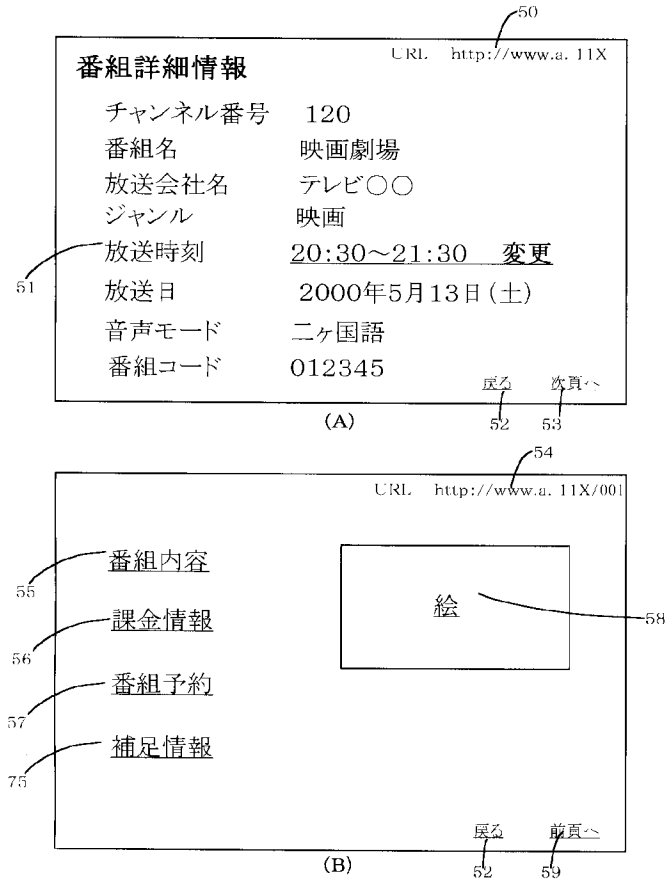 50
URL http://www.a. 11X
番組詳細情報
チャンネル番号 120
番組名 映画劇場
放送会社名 テレビ○○
ジャンル 映画
51 放送時刻 20:30～21:30 変更
放送日 2000年5月13日(土)
音声モード 二ヶ国語
番組コード 012345
戻る 次頁へ
(A) 52 53
54
URL http://www.a. 11X/001
55 番組内容
絵 58
56 課金情報
57 番組予約
75 補足情報
戻る 前頁へ
(B) 52 59